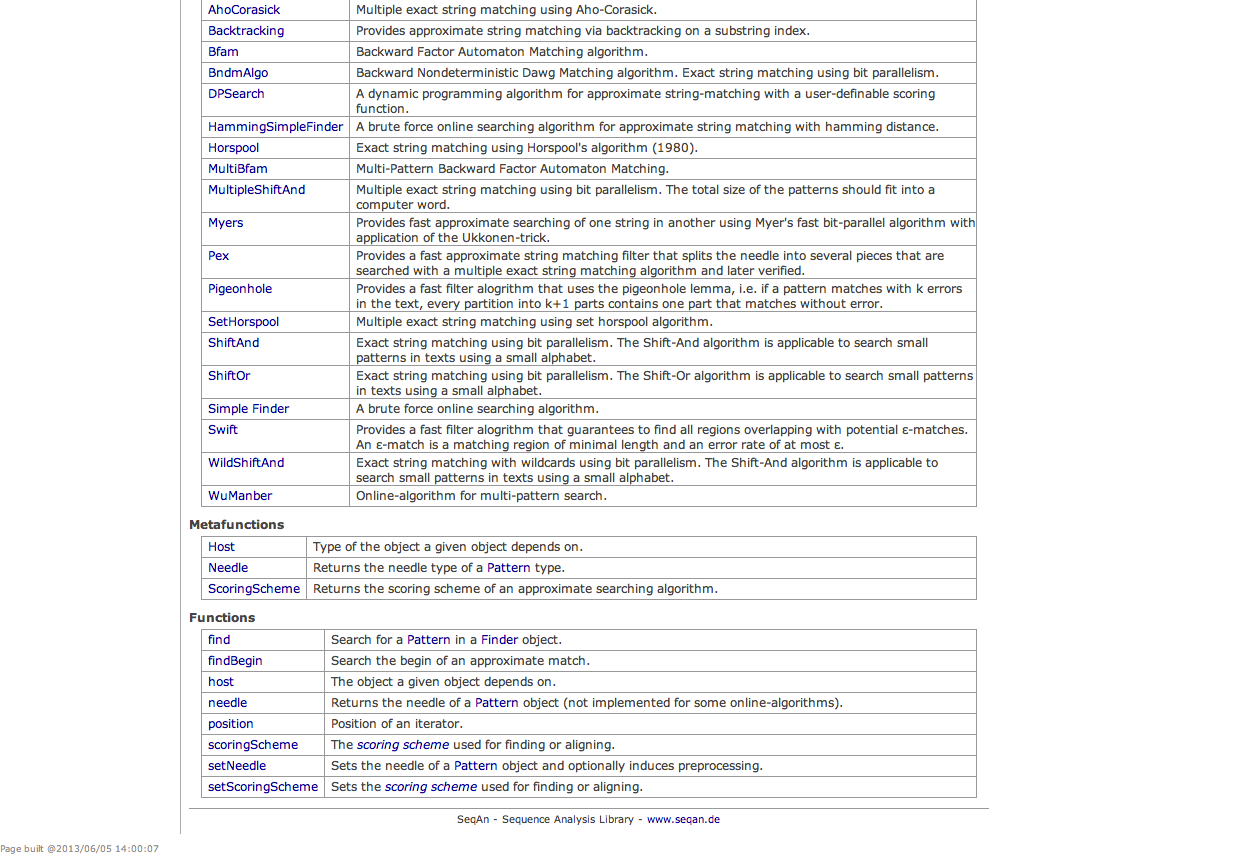 AhoCorasick Multiple exact string matching using Aho-Corasick.
Backtracking Provides approximate string matching via backtracking on a substring index.
Bfam Backward Factor Automaton Matching algorithm.
BndmAlgo Backward Nondeterministic Dawg Matching algorithm. Exact string matching using bit parallelism.
DPSearch A dynamic programming algorithm for approximate string-matching with a user-definable scoring
function.
HammingSimpleFinder A brute force online searching algorithm for approximate string matching with hamming distance.
Horspool Exact string matching using Horspool's algorithm (1980).
MultiBfam Multi-Pattern Backward Factor Automaton Matching.
MultipleShiftAnd Multiple exact string matching using bit parallelism. The total size of the patterns should fit into a
computer word.
Myers Provides fast approximate searching of one string in another using Myer's fast bit-parallel algorithm with
application of the Ukkonen-trick.
Pex Provides a fast approximate string matching filter that splits the needle into several pieces that are
searched with a multiple exact string matching algorithm and later verified.
Pigeonhole Provides a fast filter alogrithm that uses the pigeonhole lemma, i.e. if a pattern matches with k errors
in the text, every partition into k+1 parts contains one part that matches without error.
SetHorspool Multiple exact string matching using set horspool algorithm.
ShiftAnd Exact string matching using bit parallelism. The Shift-And algorithm is applicable to search small
patterns in texts using a small alphabet.
ShiftOr Exact string matching using bit parallelism. The Shift-Or algorithm is applicable to search small patterns
in texts using a small alphabet.
Simple Finder A brute force online searching algorithm.
Swift Provides a fast filter alogrithm that guarantees to find all regions overlapping with potential ε-matches.
An ε-match is a matching region of minimal length and an error rate of at most ε.
WildShiftAnd Exact string matching with wildcards using bit parallelism. The Shift-And algorithm is applicable to
search small patterns in texts using a small alphabet.
WuManber Online-algorithm for multi-pattern search.
Metafunctions
Host Type of the object a given object depends on.
Needle Returns the needle type of a Pattern type.
ScoringScheme Returns the scoring scheme of an approximate searching algorithm.
Functions
find Search for a Pattern in a Finder object.
findBegin Search the begin of an approximate match.
host The object a given object depends on.
needle Returns the needle of a Pattern object (not implemented for some online-algorithms).
position Position of an iterator.
scoringScheme The scoring scheme used for finding or aligning.
setNeedle Sets the needle of a Pattern object and optionally induces preprocessing.
setScoringScheme Sets the scoring scheme used for finding or aligning.
SeqAn - Sequence Analysis Library - www.seqan.de
Page built @2013/06/05 14:00:07